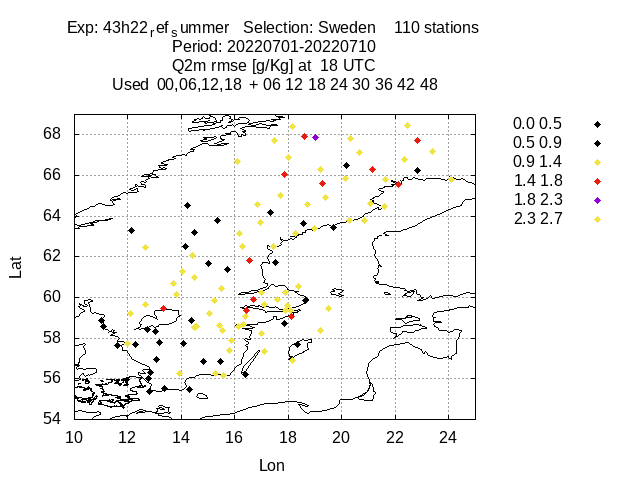 Exp: 43h22refsummer Selection: Sweden 110 stations
Period: 20220701-20220710
Q2m rmse [g/Kg] at 18 UTC
Used 00,06,12,18 + 06 12 18 24 30 36 42 48
0.0 0.5
0.5 0.9
0.9 1.4
1.4 1.8
1.8 2.3
2.3 2.7
68
66
64
62
60
58
56
54
Lat
10 12 14 16 18 20 22 24
Lon